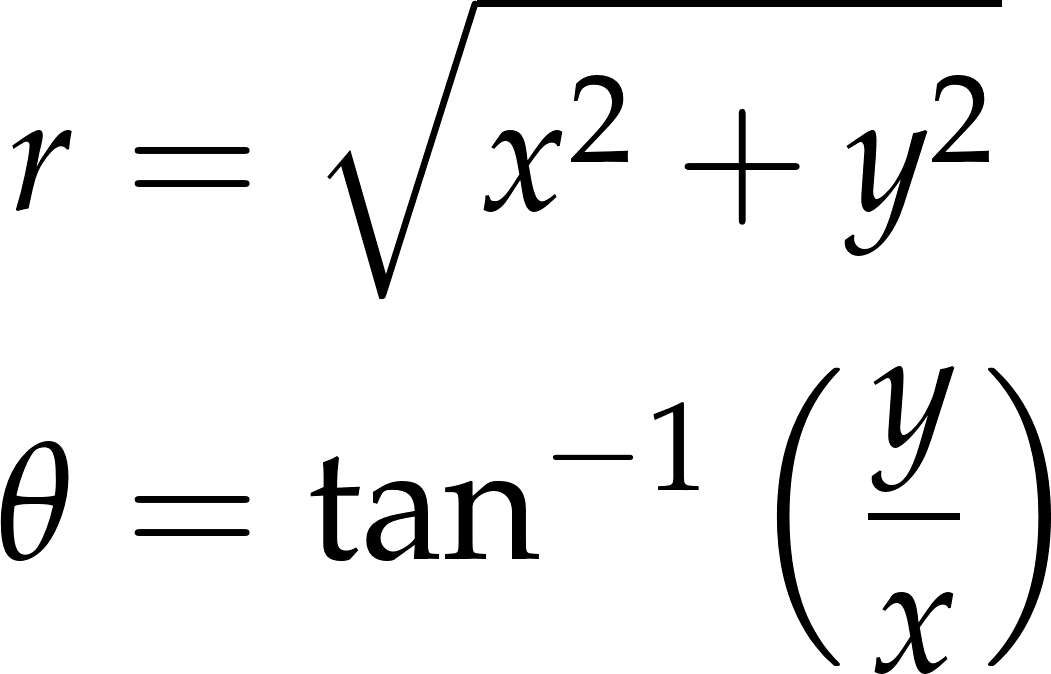 r = √(x² + y²)
θ = tan⁻¹(y/x)